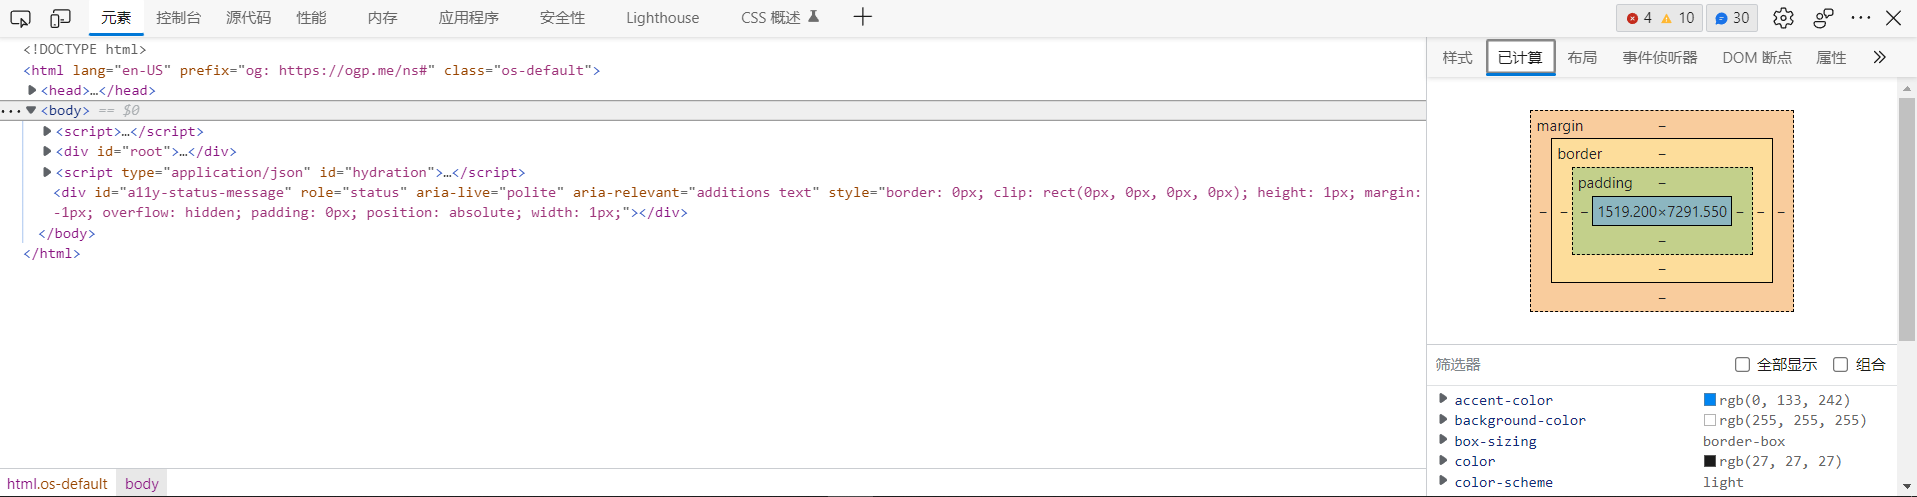 元素 控制台 源代码 性能 内存 应用程序 安全性 Lighthouse CSS 概述 4 10 30
<!DOCTYPE html>
<html lang="en-US" prefix="og: https://ogp.me/ns#" class="os-default">
<head>…</head>
<body> == $0
<script>…</script>
<div id="root">…</div>
<script type="application/json" id="hydration">…</script>
<div id="a11y-status-message" role="status" aria-live="polite" aria-relevant="additions text" style="border: 0px; clip: rect(0px, 0px, 0px, 0px); height: 1px; margin:
-1px; overflow: hidden; padding: 0px; position: absolute; width: 1px;"></div>
</body>
</html>
html.os-default body
样式 已计算 布局 事件侦听器 DOM 断点 属性
margin –
border –
padding –
– – – 1519.200×7291.550 – – –
–
–
–
筛选器 全部显示 组合
accent-color rgb(0, 133, 242)
background-color rgb(255, 255, 255)
box-sizing border-box
color rgb(27, 27, 27)
color-scheme light